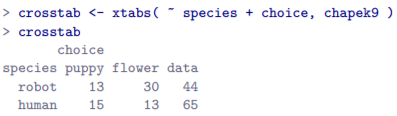 > crosstab <- xtabs( ~ species + choice, chapek9 )
> crosstab
choice
species puppy flower data
robot 13 30 44
human 15 13 65